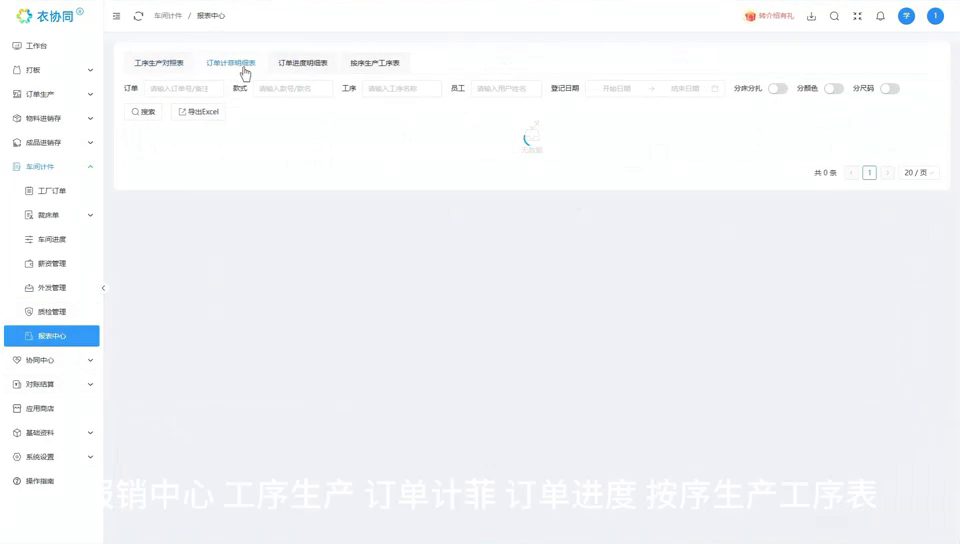 衣协同®
车间计件 / 报表中心
转介绍有礼
学
1
工作台
打板
订单生产
物料进销存
成品进销存
车间计件
工厂订单
裁床单
车间进度
薪资管理
外发管理
质检管理
报表中心
协同中心
对账结算
应用商店
基础资料
系统设置
操作指南
工序生产对照表 订单计菲明细表 订单进度明细表 按序生产工序表
订单 请输入订单号/备注 款式 请输入款号/款名 工序 请输入工序名称 员工 请输入用户姓名 登记日期 开始日期 → 结束日期 分床分扎 分颜色 分尺码
搜索 导出Excel
无数据
共 0 条 1 20 / 页
报销中心 工序生产 订单计菲 订单进度 按序生产工序表